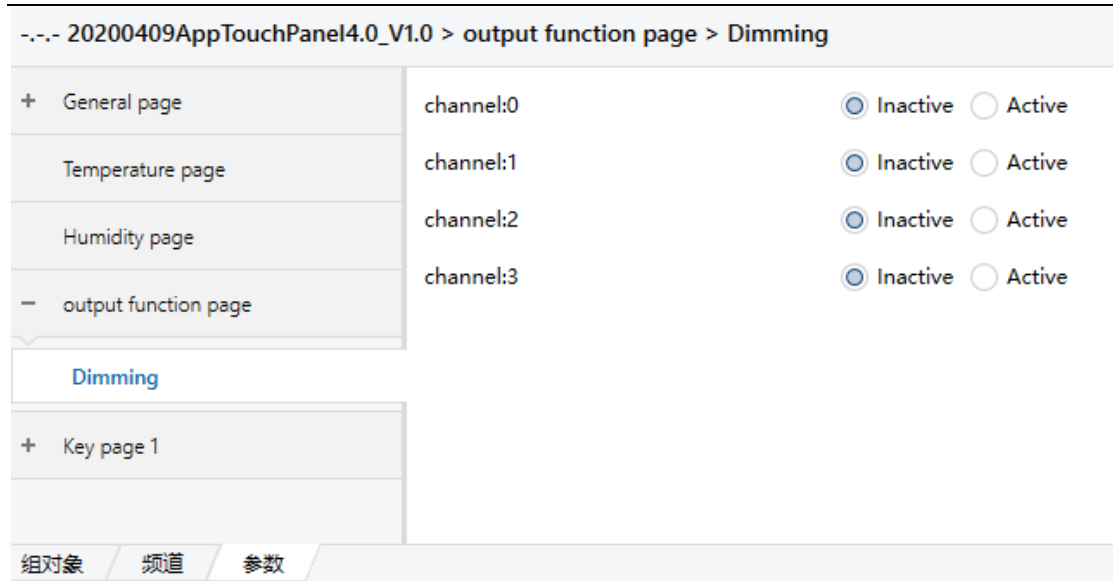 -.-.- 20200409AppTouchPanel4.0_V1.0 > output function page > Dimming
+ General page
Temperature page
Humidity page
− output function page
Dimming
+ Key page 1
channel:0 Inactive Active
channel:1 Inactive Active
channel:2 Inactive Active
channel:3 Inactive Active
组对象 频道 参数